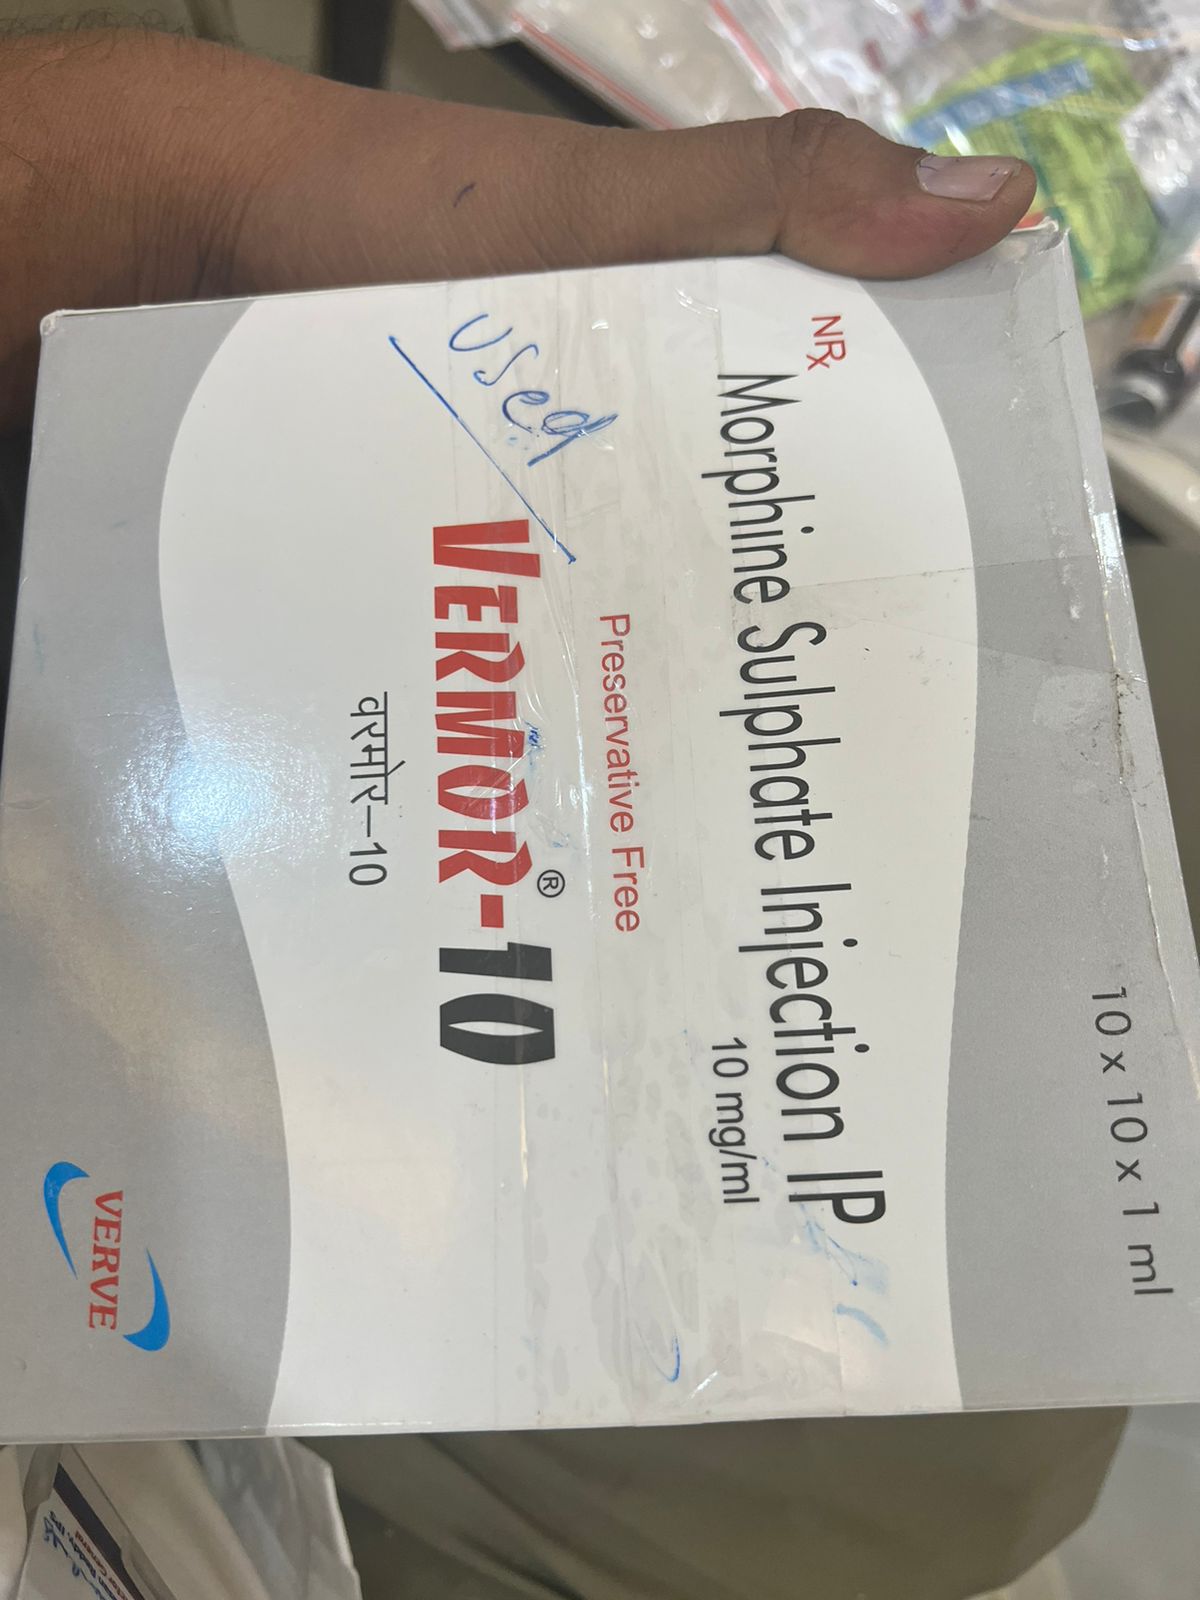 10 x 10 x 1 ml
NRx
Morphine Sulphate Injection IP
10 mg/ml
Preservative Free
used
VERMOR-10®
वरमोर-10
VERVE